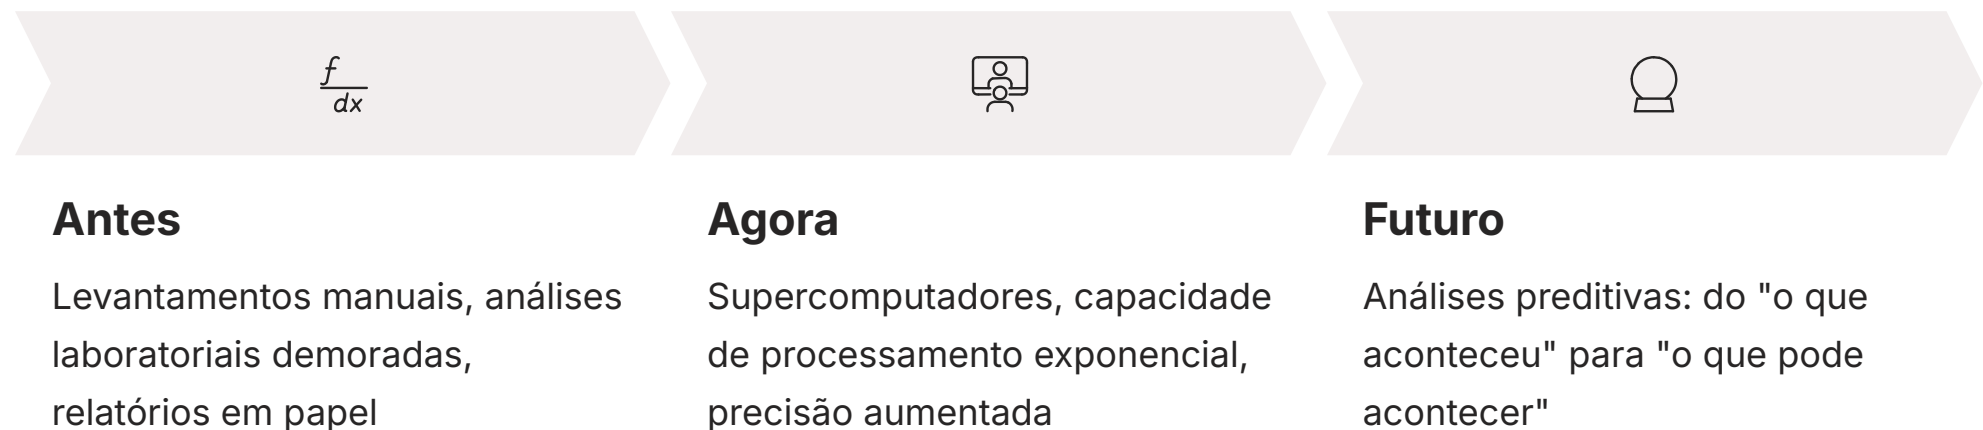 f
dx
Antes
Levantamentos manuais, análises
laboratoriais demoradas,
relatórios em papel
Agora
Supercomputadores, capacidade
de processamento exponencial,
precisão aumentada
Futuro
Análises preditivas: do "o que
aconteceu" para "o que pode
acontecer"